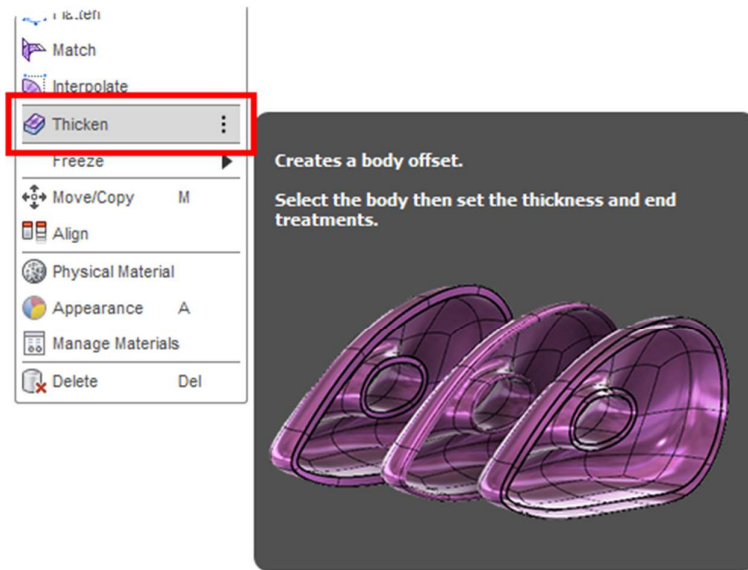 Match
Interpolate
Thicken
Freeze
Move/Copy M
Align
Physical Material
Appearance A
Manage Materials
Delete Del
Creates a body offset.
Select the body then set the thickness and end
treatments.